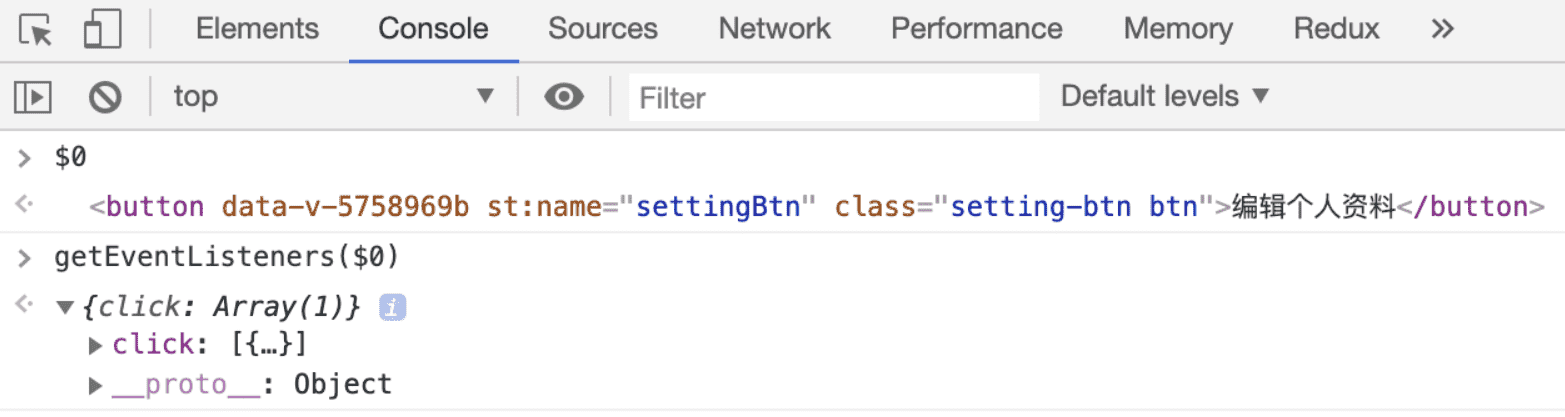 Elements Console Sources Network Performance Memory Redux »
top ▼ Filter Default levels ▼
> $0
<button data-v-5758969b st:name="settingBtn" class="setting-btn btn">编辑个人资料</button>
> getEventListeners($0)
▼{click: Array(1)} i
▶click: [{…}]
▶__proto__: Object